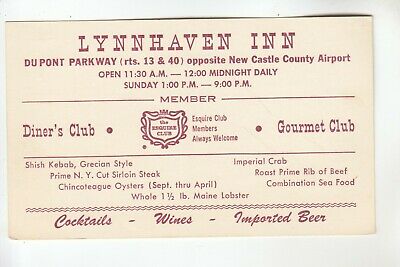 LYNNHAVEN INN
DU PONT PARKWAY (rts. 13 & 40) opposite New Castle County Airport
OPEN 11:30 A.M. — 12:00 MIDNIGHT DAILY
SUNDAY 1:00 P.M. — 9:00 P.M.
MEMBER
Diner's Club
the
ESQUIRE
CLUB
Esquire Club
Members
Always Welcome
Gourmet Club
Shish Kebab, Grecian Style
Imperial Crab
Prime N. Y. Cut Sirloin Steak
Roast Prime Rib of Beef
Chincoteague Oysters (Sept. thru April)
Combination Sea Food
Whole 1½ lb. Maine Lobster
Cocktails - Wines - Imported Beer